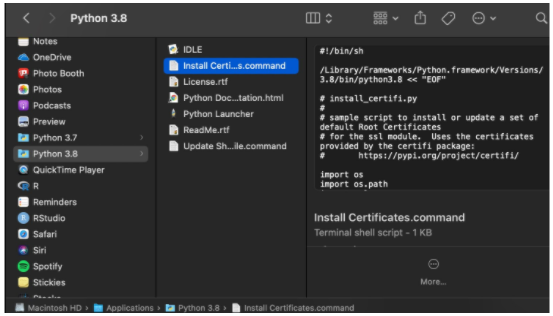 Python 3.8
Notes
OneDrive
Photo Booth
Photos
Podcasts
Preview
Python 3.7
Python 3.8
QuickTime Player
R
Reminders
RStudio
Safari
Siri
Spotify
Stickies
Stocks
IDLE
Install Certi...s.command
License.rtf
Python Doc...tation.html
Python Launcher
ReadMe.rtf
Update Sh...ile.command
#!/bin/sh
/Library/Frameworks/Python.framework/Versions/
3.8/bin/python3.8 << "EOF"
# install_certifi.py
#
# sample script to install or update a set of
default Root Certificates
# for the ssl module.  Uses the certificates
provided by the certifi package:
#       https://pypi.org/project/certifi/
import os
import os.path
Install Certificates.command
Terminal shell script - 1 KB
More...
Macintosh HD › Applications › Python 3.8 › Install Certificates.command